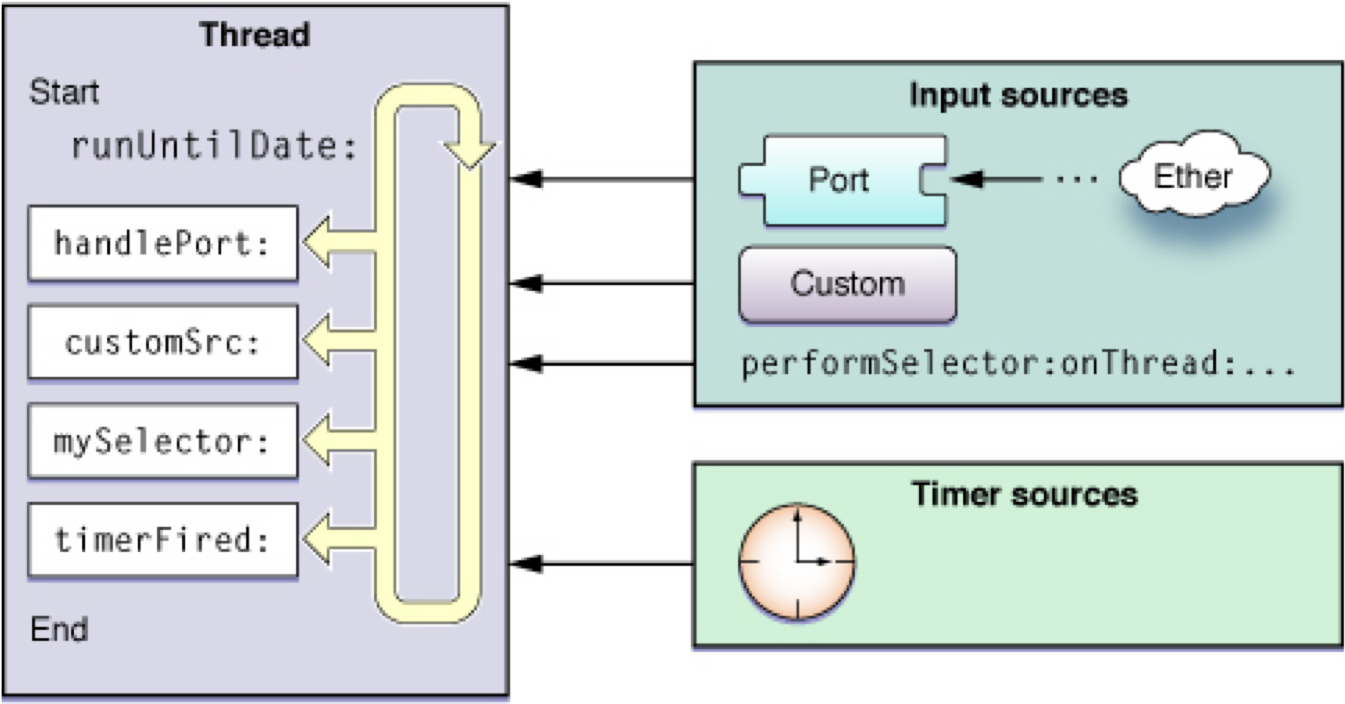 Thread
Start
runUntilDate:
handlePort:
customSrc:
mySelector:
timerFired:
End
Input sources
Port
...
Ether
Custom
performSelector:onThread:...
Timer sources